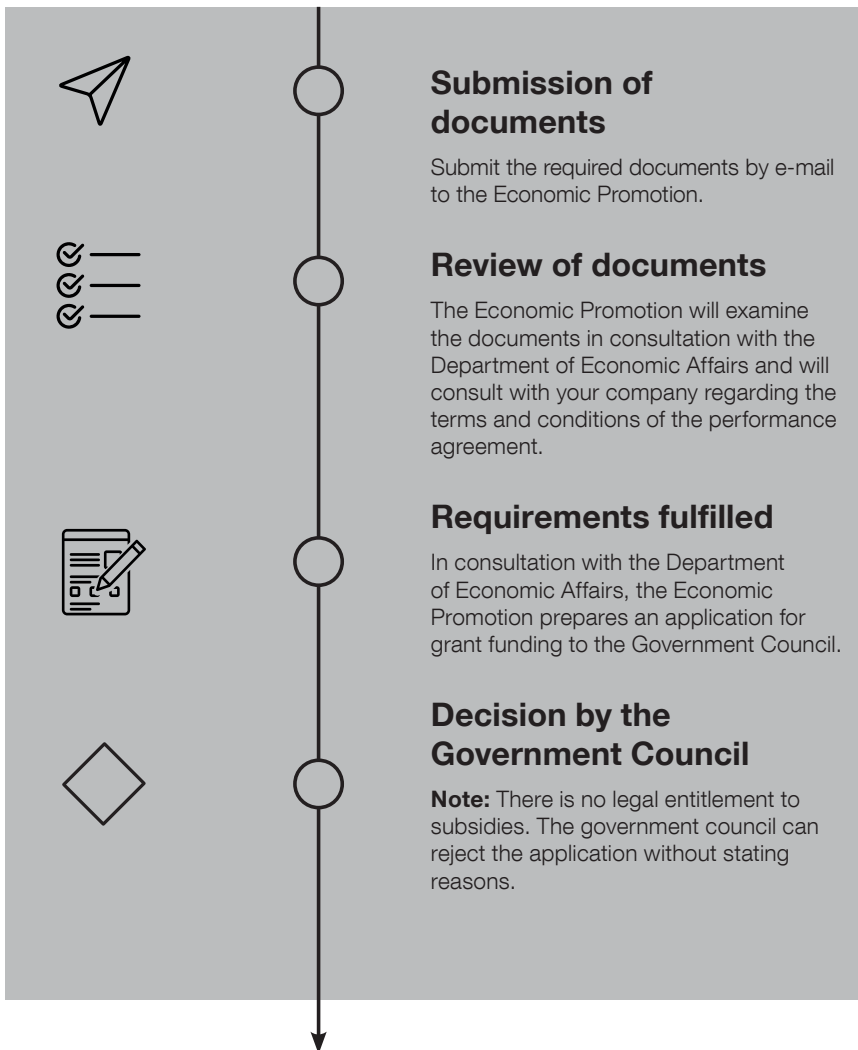 Submission of
documents
Submit the required documents by e-mail
to the Economic Promotion.
Review of documents
The Economic Promotion will examine
the documents in consultation with the
Department of Economic Affairs and will
consult with your company regarding the
terms and conditions of the performance
agreement.
Requirements fulfilled
In consultation with the Department
of Economic Affairs, the Economic
Promotion prepares an application for
grant funding to the Government Council.
Decision by the
Government Council
Note: There is no legal entitlement to
subsidies. The government council can
reject the application without stating
reasons.